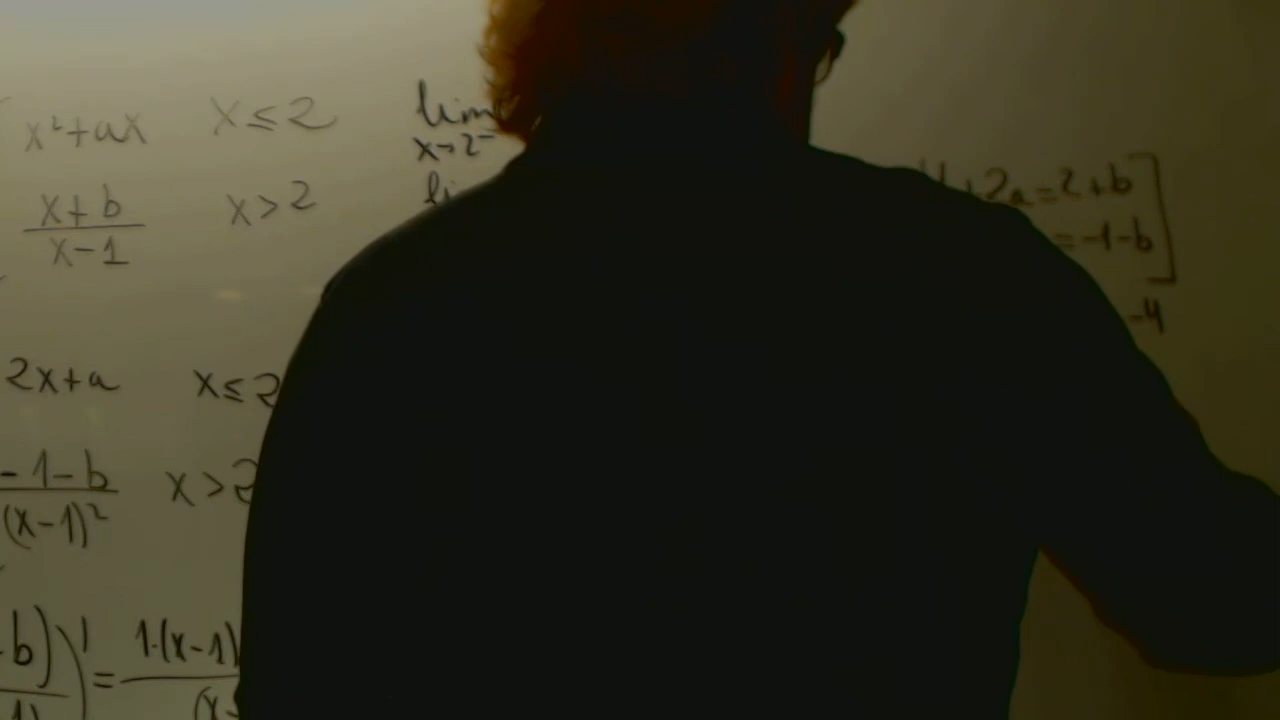 x²+ax x≤2
x+b
x-1 x>2
lim
x→2⁻
2x+a x≤2
-1-b
(x-1)² x>2
b)' = 1·(x-1)
+2a=2+b
=-1-b
-4